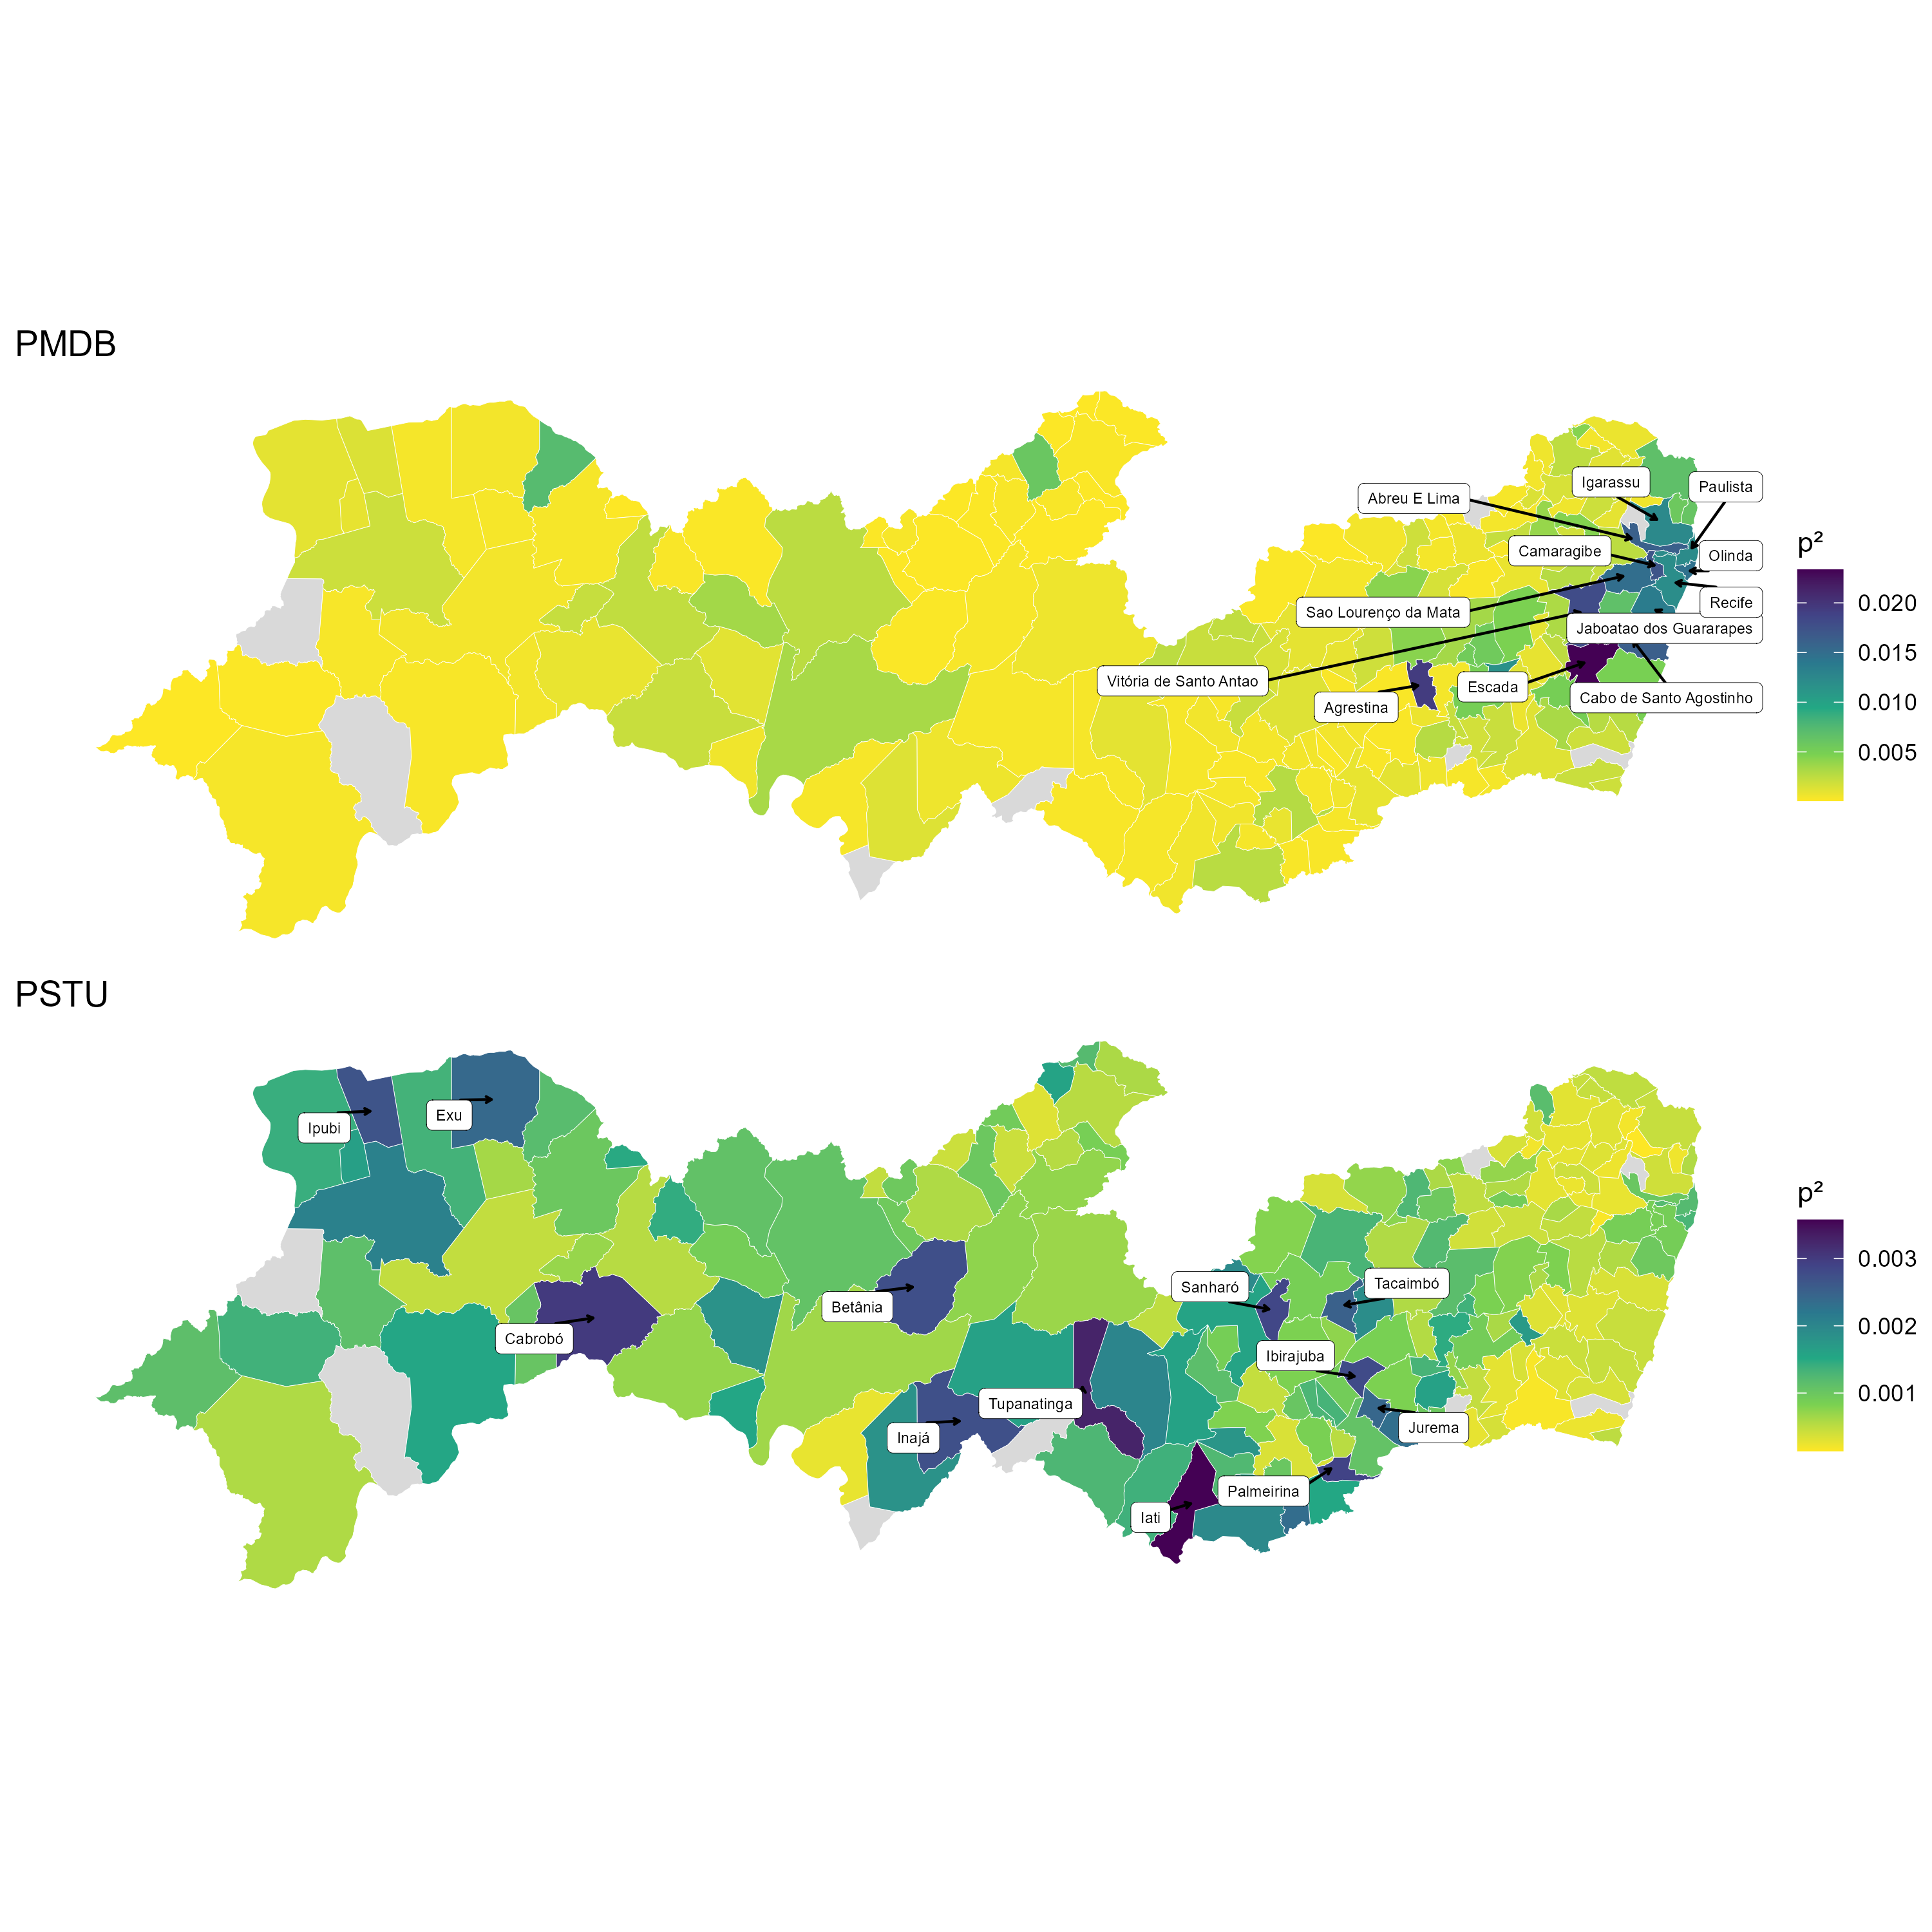 PMDB
Igarassu
Paulista
Abreu E Lima
Camaragibe
Olinda
Recife
Sao Lourenço da Mata
Jaboatao dos Guararapes
Vitória de Santo Antao
Escada
Cabo de Santo Agostinho
Agrestina
p²
0.020
0.015
0.010
0.005
PSTU
Ipubi
Exu
Sanharó
Tacaimbó
Betânia
Cabrobó
Ibirajuba
Tupanatinga
Inajá
Jurema
Palmeirina
Iati
p²
0.003
0.002
0.001